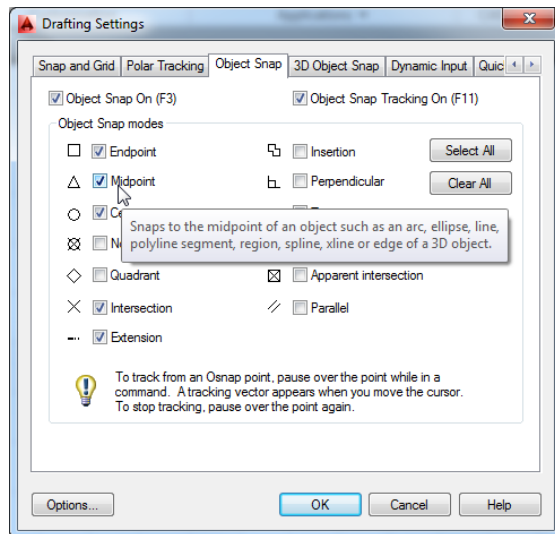 Drafting Settings
Snap and Grid Polar Tracking Object Snap 3D Object Snap Dynamic Input Quic
Object Snap On (F3) Object Snap Tracking On (F11)
Object Snap modes
Endpoint Insertion Select All
Midpoint Perpendicular Clear All
Snaps to the midpoint of an object such as an arc, ellipse, line,
polyline segment, region, spline, xline or edge of a 3D object.
Quadrant Apparent intersection
Intersection Parallel
Extension
To track from an Osnap point, pause over the point while in a
command. A tracking vector appears when you move the cursor.
To stop tracking, pause over the point again.
Options... OK Cancel Help